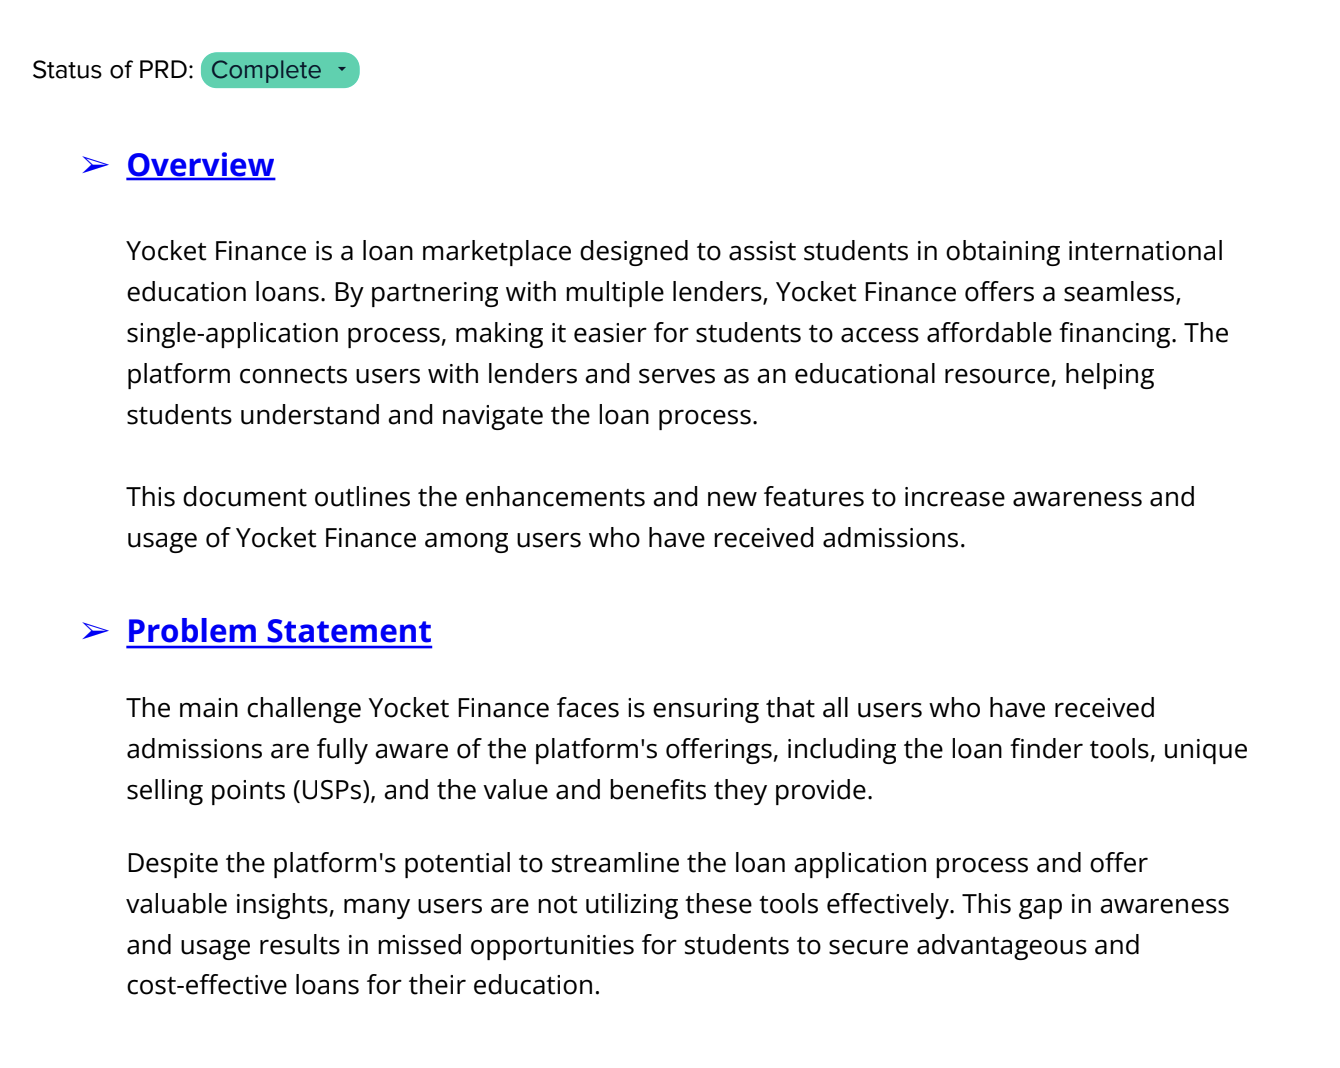 Status of PRD: Complete
➢ Overview
Yocket Finance is a loan marketplace designed to assist students in obtaining international
education loans. By partnering with multiple lenders, Yocket Finance offers a seamless,
single-application process, making it easier for students to access affordable financing. The
platform connects users with lenders and serves as an educational resource, helping
students understand and navigate the loan process.
This document outlines the enhancements and new features to increase awareness and
usage of Yocket Finance among users who have received admissions.
➢ Problem Statement
The main challenge Yocket Finance faces is ensuring that all users who have received
admissions are fully aware of the platform's offerings, including the loan finder tools, unique
selling points (USPs), and the value and benefits they provide.
Despite the platform's potential to streamline the loan application process and offer
valuable insights, many users are not utilizing these tools effectively. This gap in awareness
and usage results in missed opportunities for students to secure advantageous and
cost-effective loans for their education.